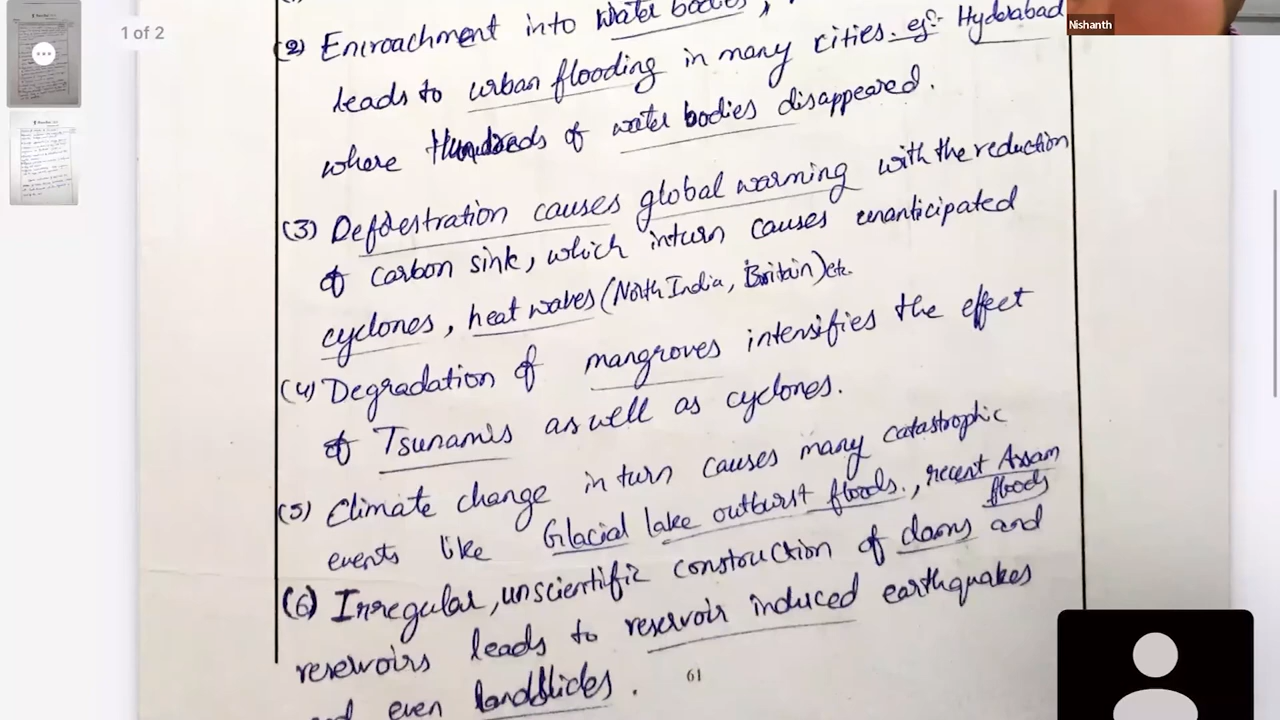 1 of 2
Nishanth
(2) Encroachment into water bodies,
leads to urban flooding in many cities. eg:- Hyderabad
where Hundreds of water bodies disappeared.
(3) Deforestration causes global warming with the reduction
of carbon sink, which inturn causes unanticipated
cyclones, heat waves (North India, Britain) etc.
(4) Degradation of mangroves intensifies the effect
of Tsunamis as well as cyclones.
(5) Climate change inturn causes many catastrophic
events like Glacial lake outburst floods., recent Assam
floods
(6) Irregular, unscientific construction of dams and
reservoirs leads to reservoir induced earthquakes
and even landslides.
61